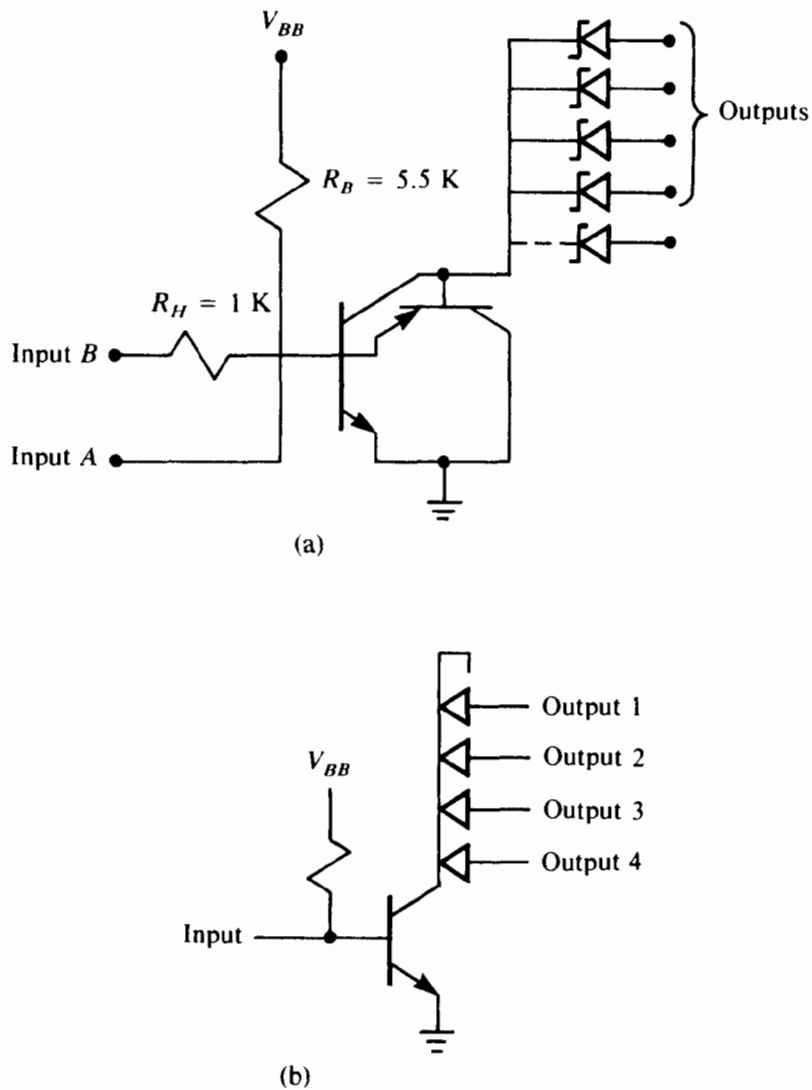 V_BB
Outputs
R_B = 5.5 K
R_H = 1 K
Input B
Input A
(a)
Output 1
Output 2
V_BB
Output 3
Output 4
Input
(b)